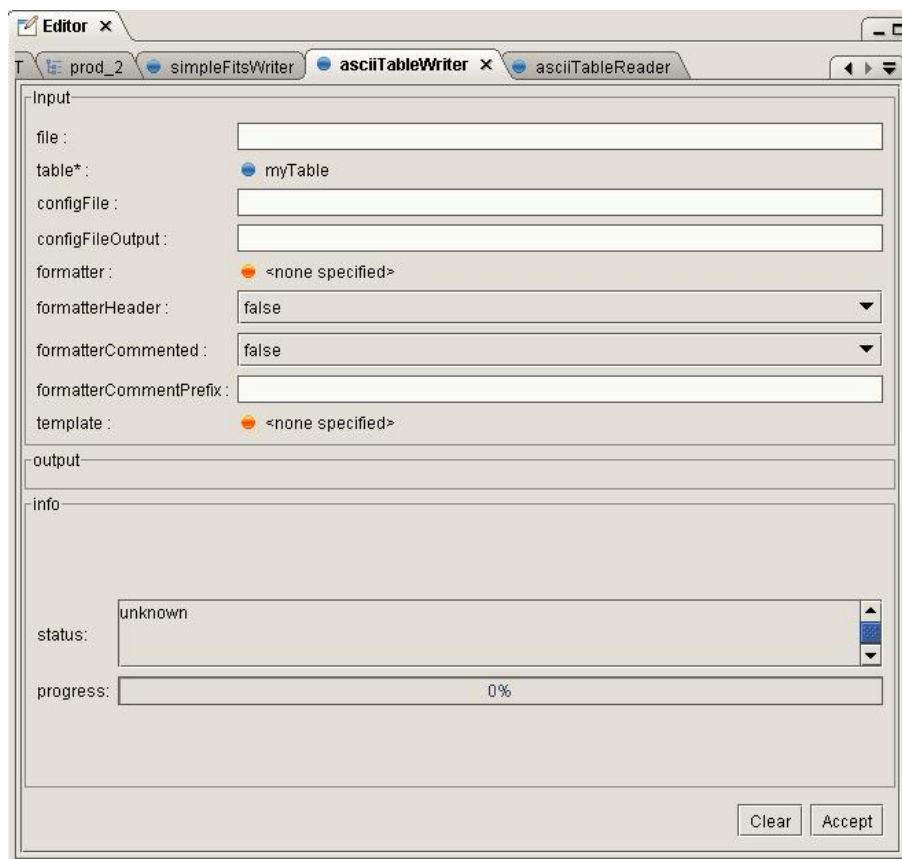 Editor
T prod_2 simpleFitsWriter asciiTableWriter asciiTableReader
Input
file :
table* : myTable
configFile :
configFileOutput :
formatter : <none specified>
formatterHeader : false
formatterCommented : false
formatterCommentPrefix :
template : <none specified>
output
info
status: unknown
progress: 0%
Clear Accept